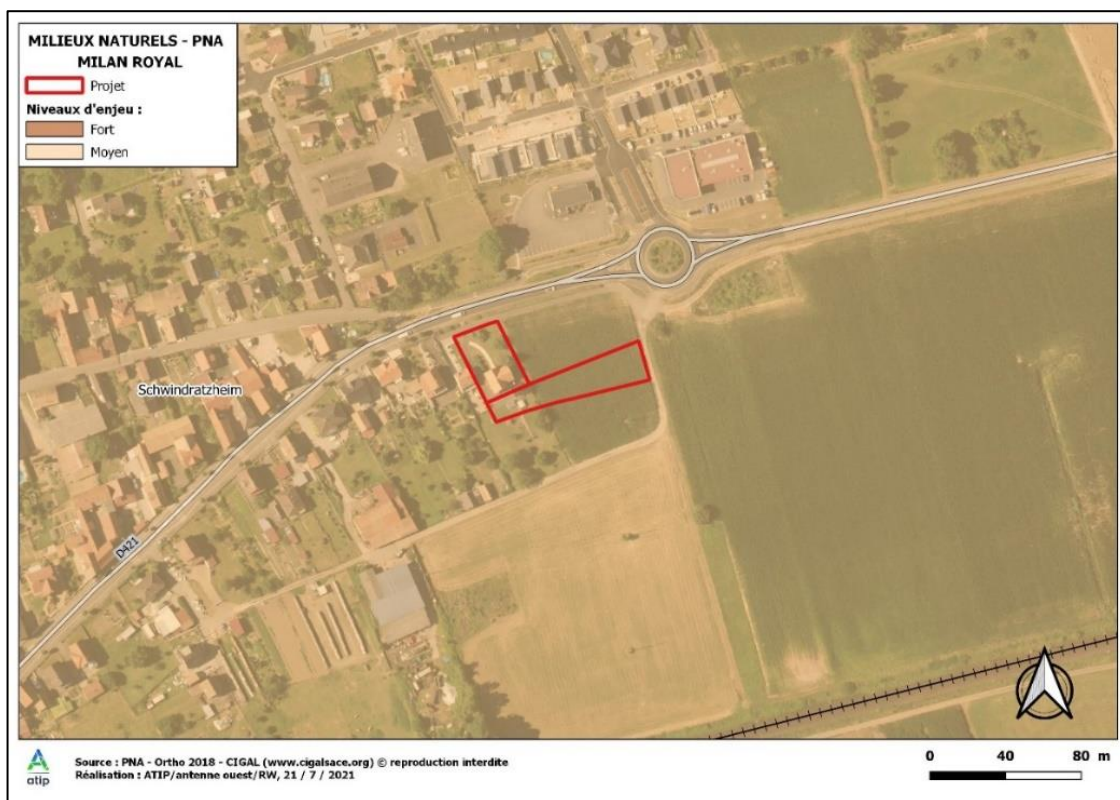 MILIEUX NATURELS - PNA
MILAN ROYAL
Projet
Niveaux d'enjeu :
Fort
Moyen
Schwindratzheim
D421
atip
Source : PNA - Ortho 2018 - CIGAL (www.cigalsace.org) © reproduction interdite
Réalisation : ATIP/antenne ouest/RW, 21 / 7 / 2021
0 40 80 m